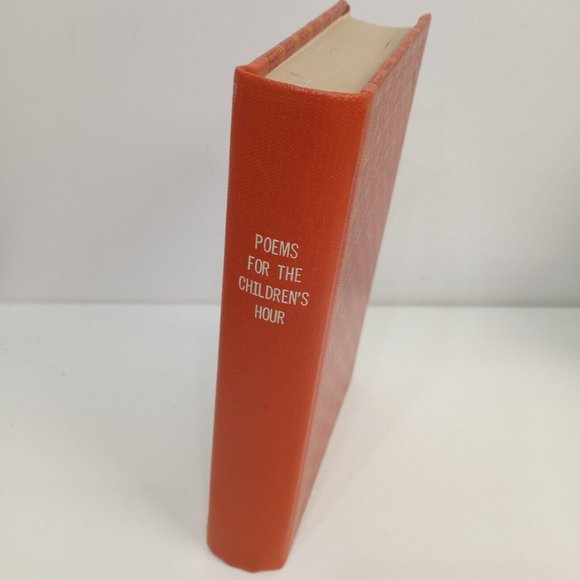 POEMS
FOR THE
CHILDREN'S
HOUR